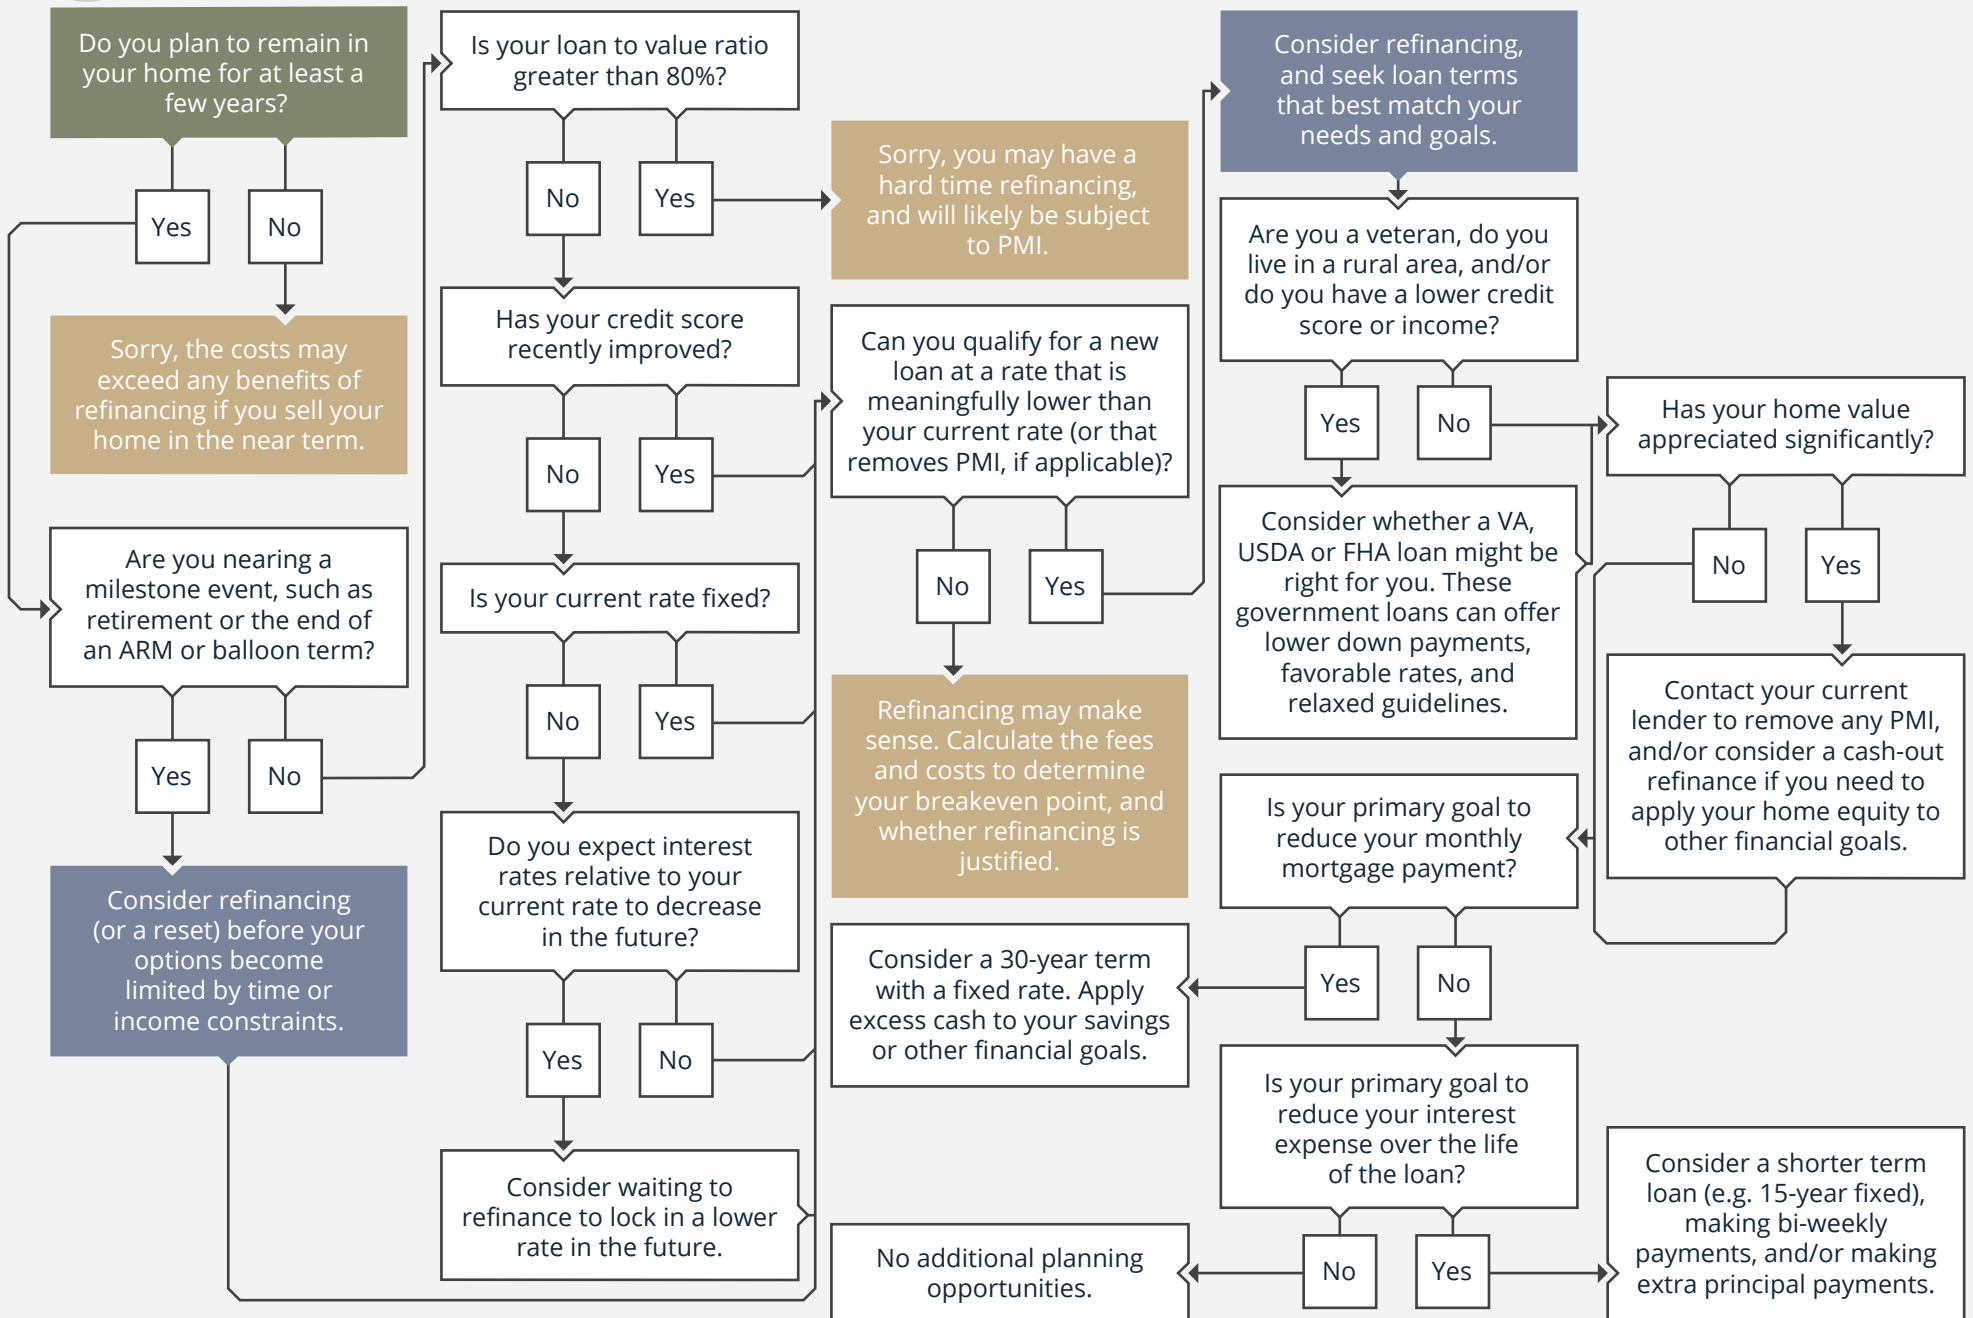 Do you plan to remain in
your home for at least a
few years?
Yes
No
Sorry, the costs may
exceed any benefits of
refinancing if you sell your
home in the near term.
Are you nearing a
milestone event, such as
retirement or the end of
an ARM or balloon term?
Yes
No
Consider refinancing
(or a reset) before your
options become
limited by time or
income constraints.
Is your loan to value ratio
greater than 80%?
No
Yes
Has your credit score
recently improved?
No
Yes
Is your current rate fixed?
No
Yes
Do you expect interest
rates relative to your
current rate to decrease
in the future?
Yes
No
Consider waiting to
refinance to lock in a lower
rate in the future.
Sorry, you may have a
hard time refinancing,
and will likely be subject
to PMI.
Can you qualify for a new
loan at a rate that is
meaningfully lower than
your current rate (or that
removes PMI, if applicable)?
No
Yes
Refinancing may make
sense. Calculate the fees
and costs to determine
your breakeven point, and
whether refinancing is
justified.
Consider a 30-year term
with a fixed rate. Apply
excess cash to your savings
or other financial goals.
No additional planning
opportunities.
Consider refinancing,
and seek loan terms
that best match your
needs and goals.
Are you a veteran, do you
live in a rural area, and/or
do you have a lower credit
score or income?
Yes
No
Consider whether a VA,
USDA or FHA loan might be
right for you. These
government loans can offer
lower down payments,
favorable rates, and
relaxed guidelines.
Is your primary goal to
reduce your monthly
mortgage payment?
Yes
No
Is your primary goal to
reduce your interest
expense over the life
of the loan?
No
Yes
Has your home value
appreciated significantly?
No
Yes
Contact your current
lender to remove any PMI,
and/or consider a cash-out
refinance if you need to
apply your home equity to
other financial goals.
Consider a shorter term
loan (e.g. 15-year fixed),
making bi-weekly
payments, and/or making
extra principal payments.